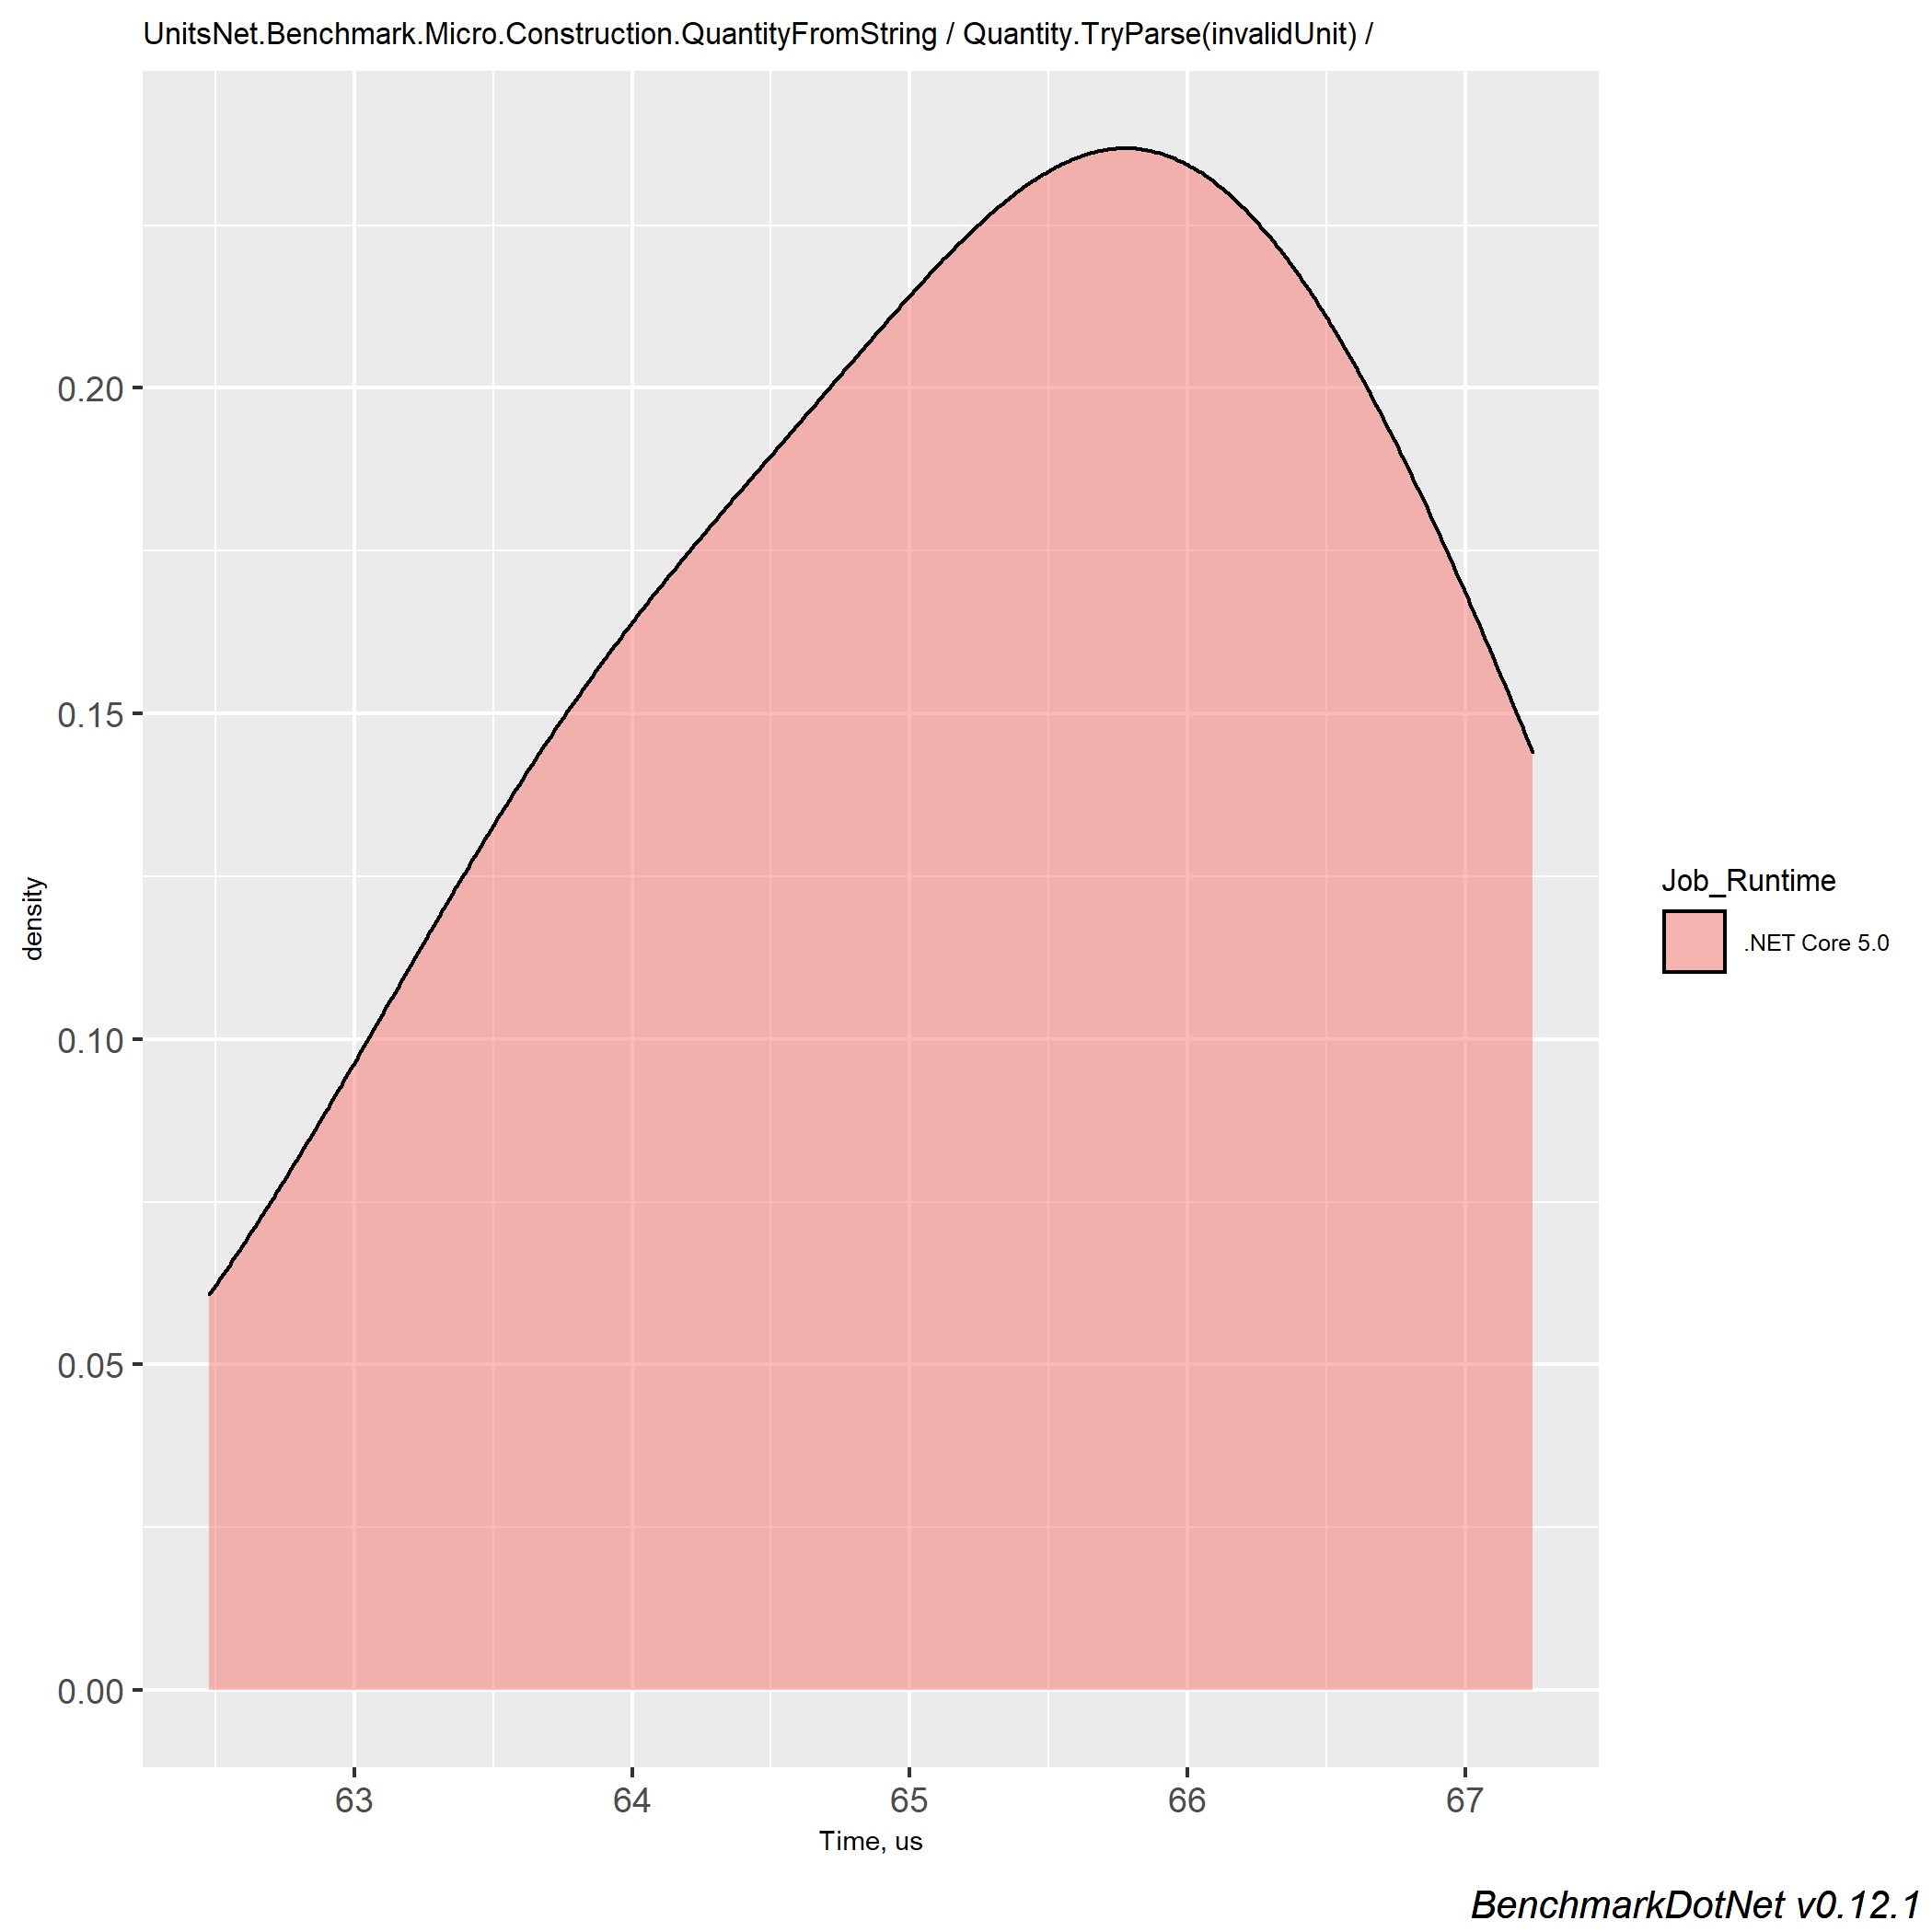 UnitsNet.Benchmark.Micro.Construction.QuantityFromString / Quantity.TryParse(invalidUnit) /
0.20
0.15
0.10
0.05
0.00
density
63 64 65 66 67
Time, us
Job_Runtime
.NET Core 5.0
BenchmarkDotNet v0.12.1